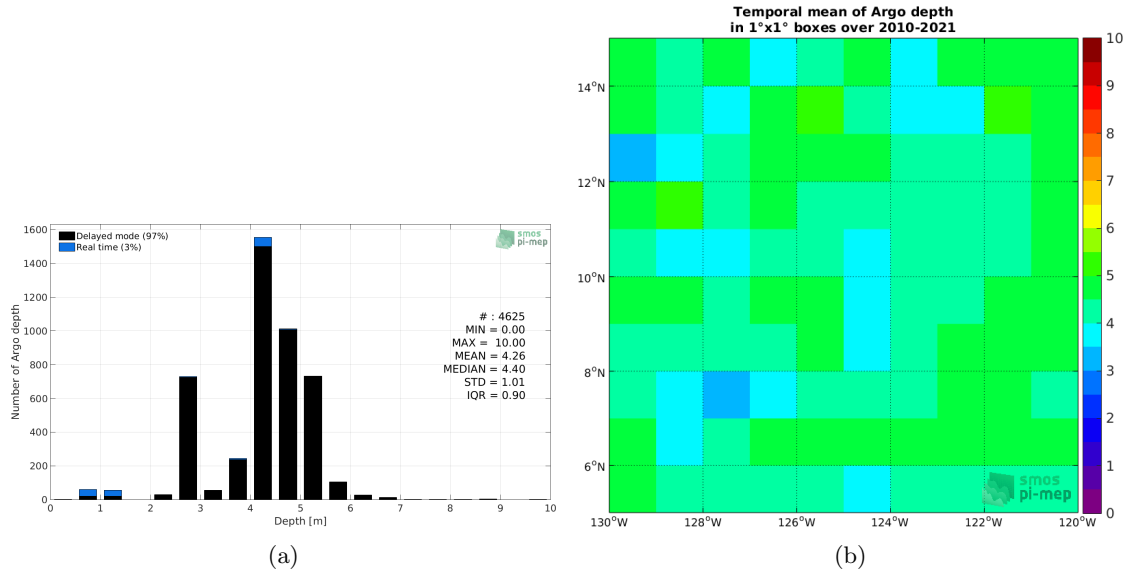 Delayed mode (97%)
Real time (3%)
smos
pi-mep
# : 4625
MIN = 0.00
MAX = 10.00
MEAN = 4.26
MEDIAN = 4.40
STD = 1.01
IQR = 0.90
Number of Argo depth
1600
1400
1200
1000
800
600
400
200
0
0 1 2 3 4 5 6 7 8 9 10
Depth [m]
(a)
Temporal mean of Argo depth
in 1°x1° boxes over 2010-2021
14°N
12°N
10°N
8°N
6°N
130°W 128°W 126°W 124°W 122°W 120°W
10
9
8
7
6
5
4
3
2
1
0
smos
pi-mep
(b)